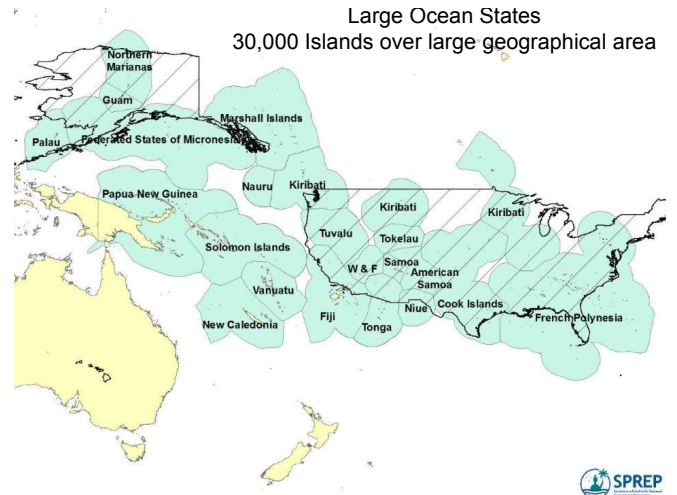 Large Ocean States
30,000 Islands over large geographical area
Northern
Marianas
Guam
Marshall Islands
Palau
Federated States of Micronesia
Nauru
Kiribati
Papua New Guinea
Kiribati
Kiribati
Tuvalu
Tokelau
Solomon Islands
W & F
Samoa
American
Samoa
Vanuatu
Cook Islands
Niue
New Caledonia
Fiji
Tonga
French Polynesia
SPREP